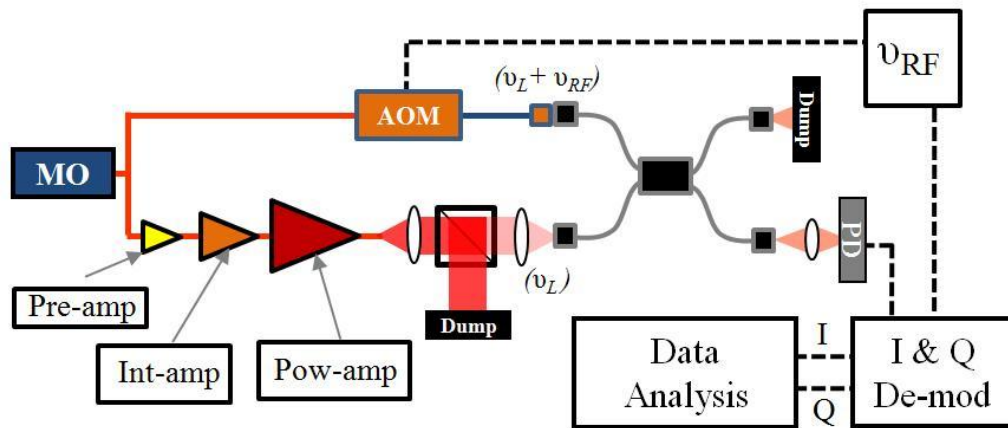 υRF
(υL + υRF)
AOM
Dump
MO
PD
(υL)
Pre-amp
Dump
Int-amp
Pow-amp
Data
Analysis
I
Q
I & Q
De-mod